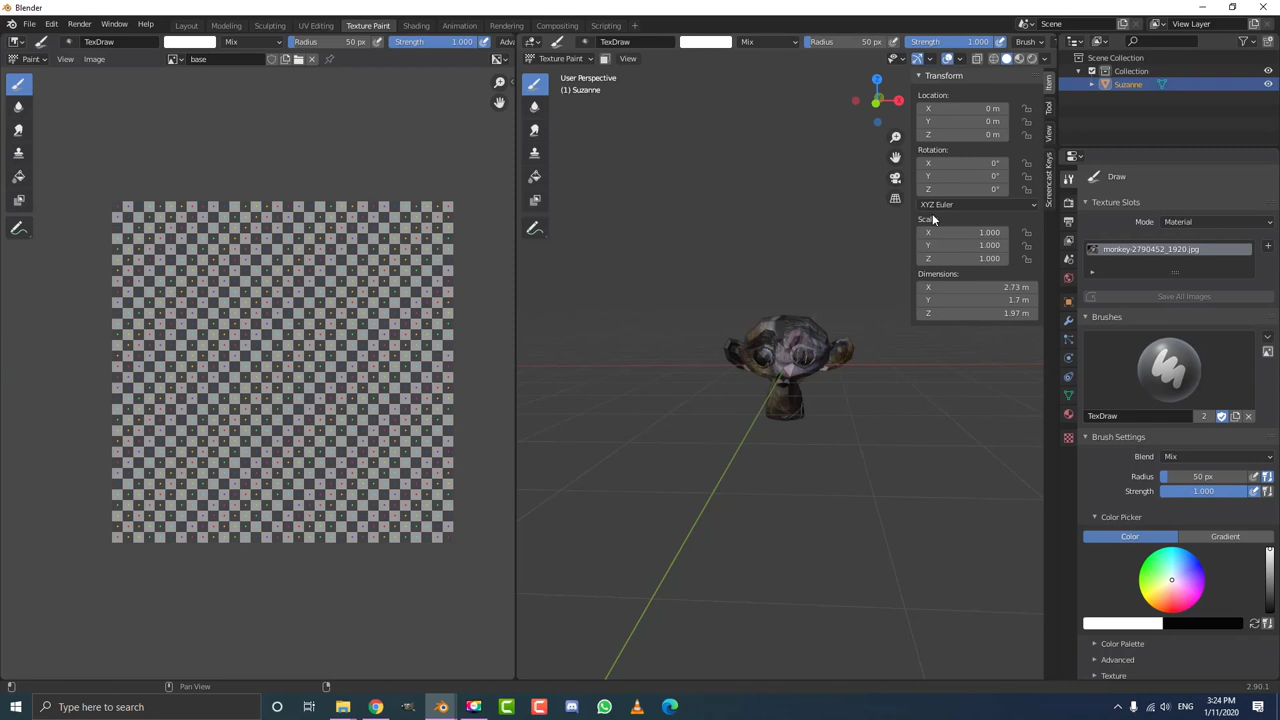 Blender
File Edit Render Window Help Layout Modeling Sculpting UV Editing Texture Paint Shading Animation Rendering Compositing Scripting + Scene View Layer
TexDraw Mix Radius 50 px Strength 1.000 TexDraw Mix Radius 50 px Strength 1.000 Brush
Paint View Image base Texture Paint View
User Perspective
(1) Suzanne
Transform
Location:
X 0 m
Y 0 m
Z 0 m
Rotation:
X 0°
Y 0°
Z 0°
XYZ Euler
X 1.000
Y 1.000
Z 1.000
Dimensions:
X 2.73 m
Y 1.7 m
Z 1.97 m
Item
Tool
View
Screencast Keys
X
Z
Scene Collection
Collection
Suzanne
Draw
Texture Slots
Mode Material
monkey-2790452_1920.jpg
Save All Images
Brushes
TexDraw 2
Brush Settings
Blend Mix
Radius 50 px
Strength 1.000
Color Picker
Color Gradient
Color Palette
Advanced
Texture
Pan View 2.90.1
Type here to search
ENG
3:24 PM
1/11/2020